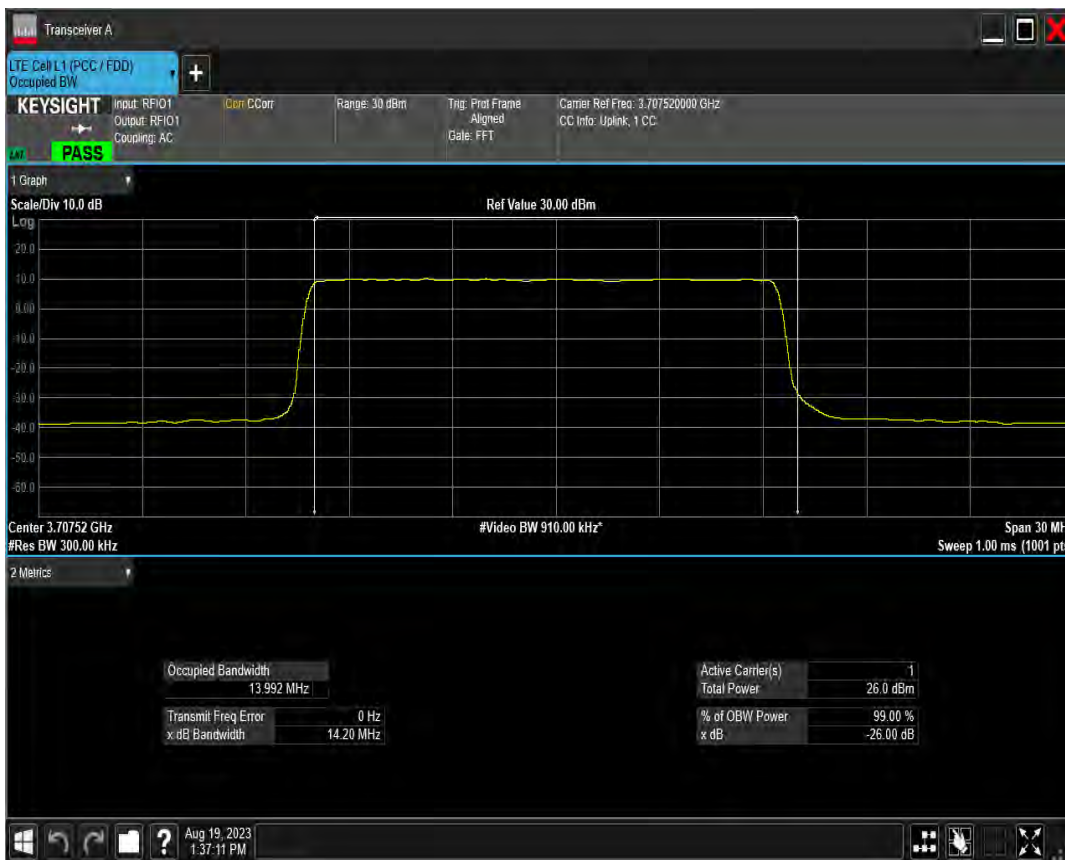 Transceiver A
LTE Cell L1 (PCC / FDD)
Occupied BW
+
KEYSIGHT
PASS
Input: RFIO1
Output: RFIO1
Coupling: AC
Corr CCorr
Range: 30 dBm
Trig: Prot Frame
Aligned
Gate: FFT
Carrier Ref Freq: 3.707520000 GHz
CC Info: Uplink, 1 CC
1 Graph
Scale/Div 10.0 dB
Ref Value 30.00 dBm
Log
20.0
10.0
0.00
-10.0
-20.0
-30.0
-40.0
-50.0
-60.0
Center 3.70752 GHz
#Video BW 910.00 kHz*
Span 30 MH
#Res BW 300.00 kHz
Sweep 1.00 ms (1001 pts
2 Metrics
Occupied Bandwidth
13.992 MHz
Transmit Freq Error 0 Hz
x dB Bandwidth 14.20 MHz
Active Carrier(s) 1
Total Power 26.0 dBm
% of OBW Power 99.00 %
x dB -26.00 dB
?
Aug 19, 2023
1:37:11 PM